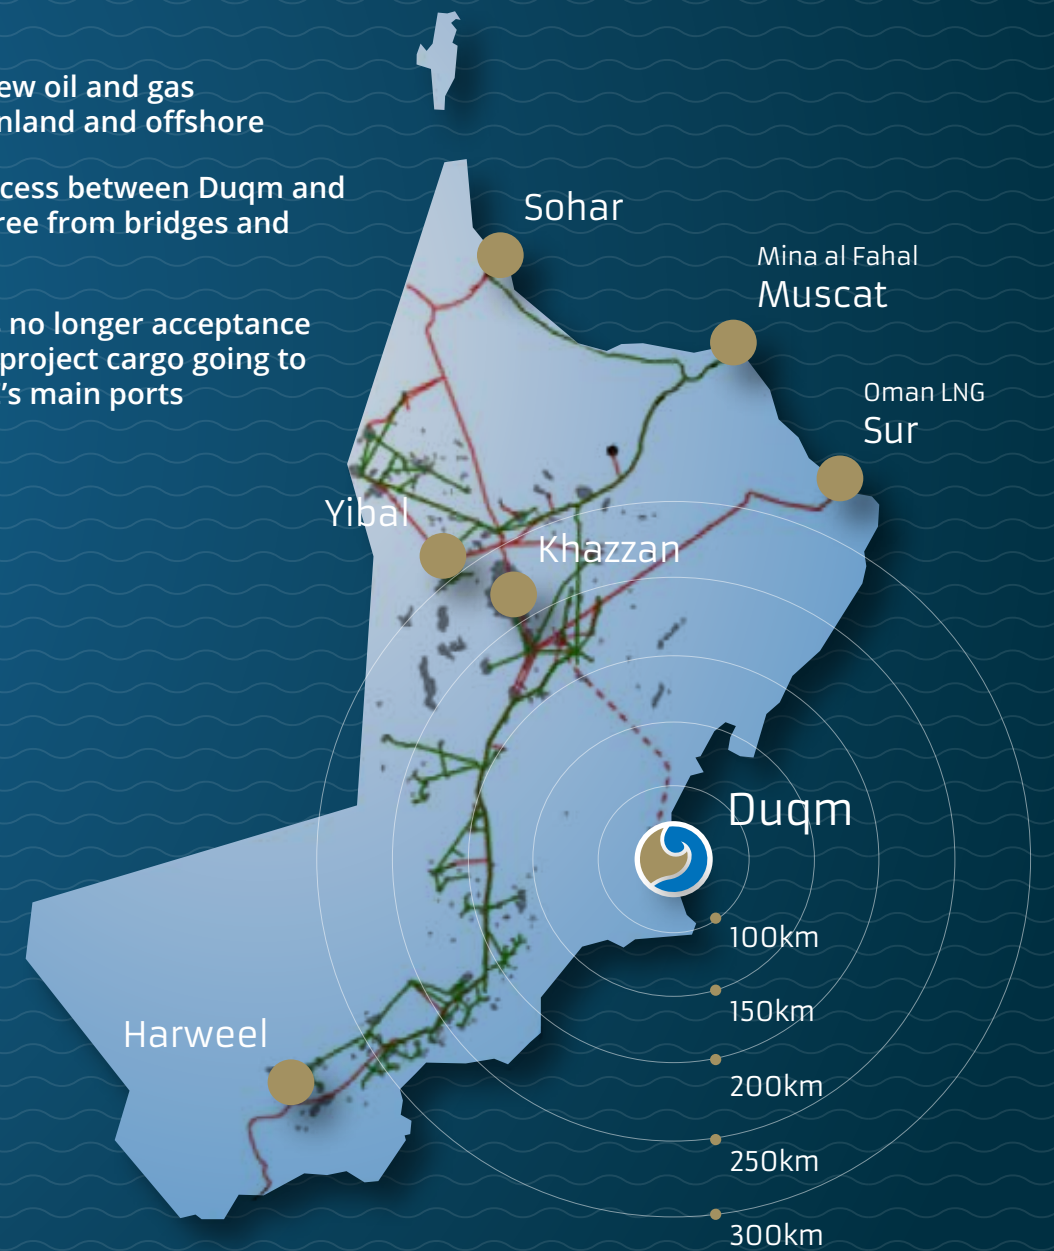 ew oil and gas
nland and offshore
cess between Duqm and
ree from bridges and
no longer acceptance
project cargo going to
's main ports
Sohar
Mina al Fahal
Muscat
Oman LNG
Sur
Yibal
Khazzan
Duqm
100km
150km
200km
Harweel
250km
300km